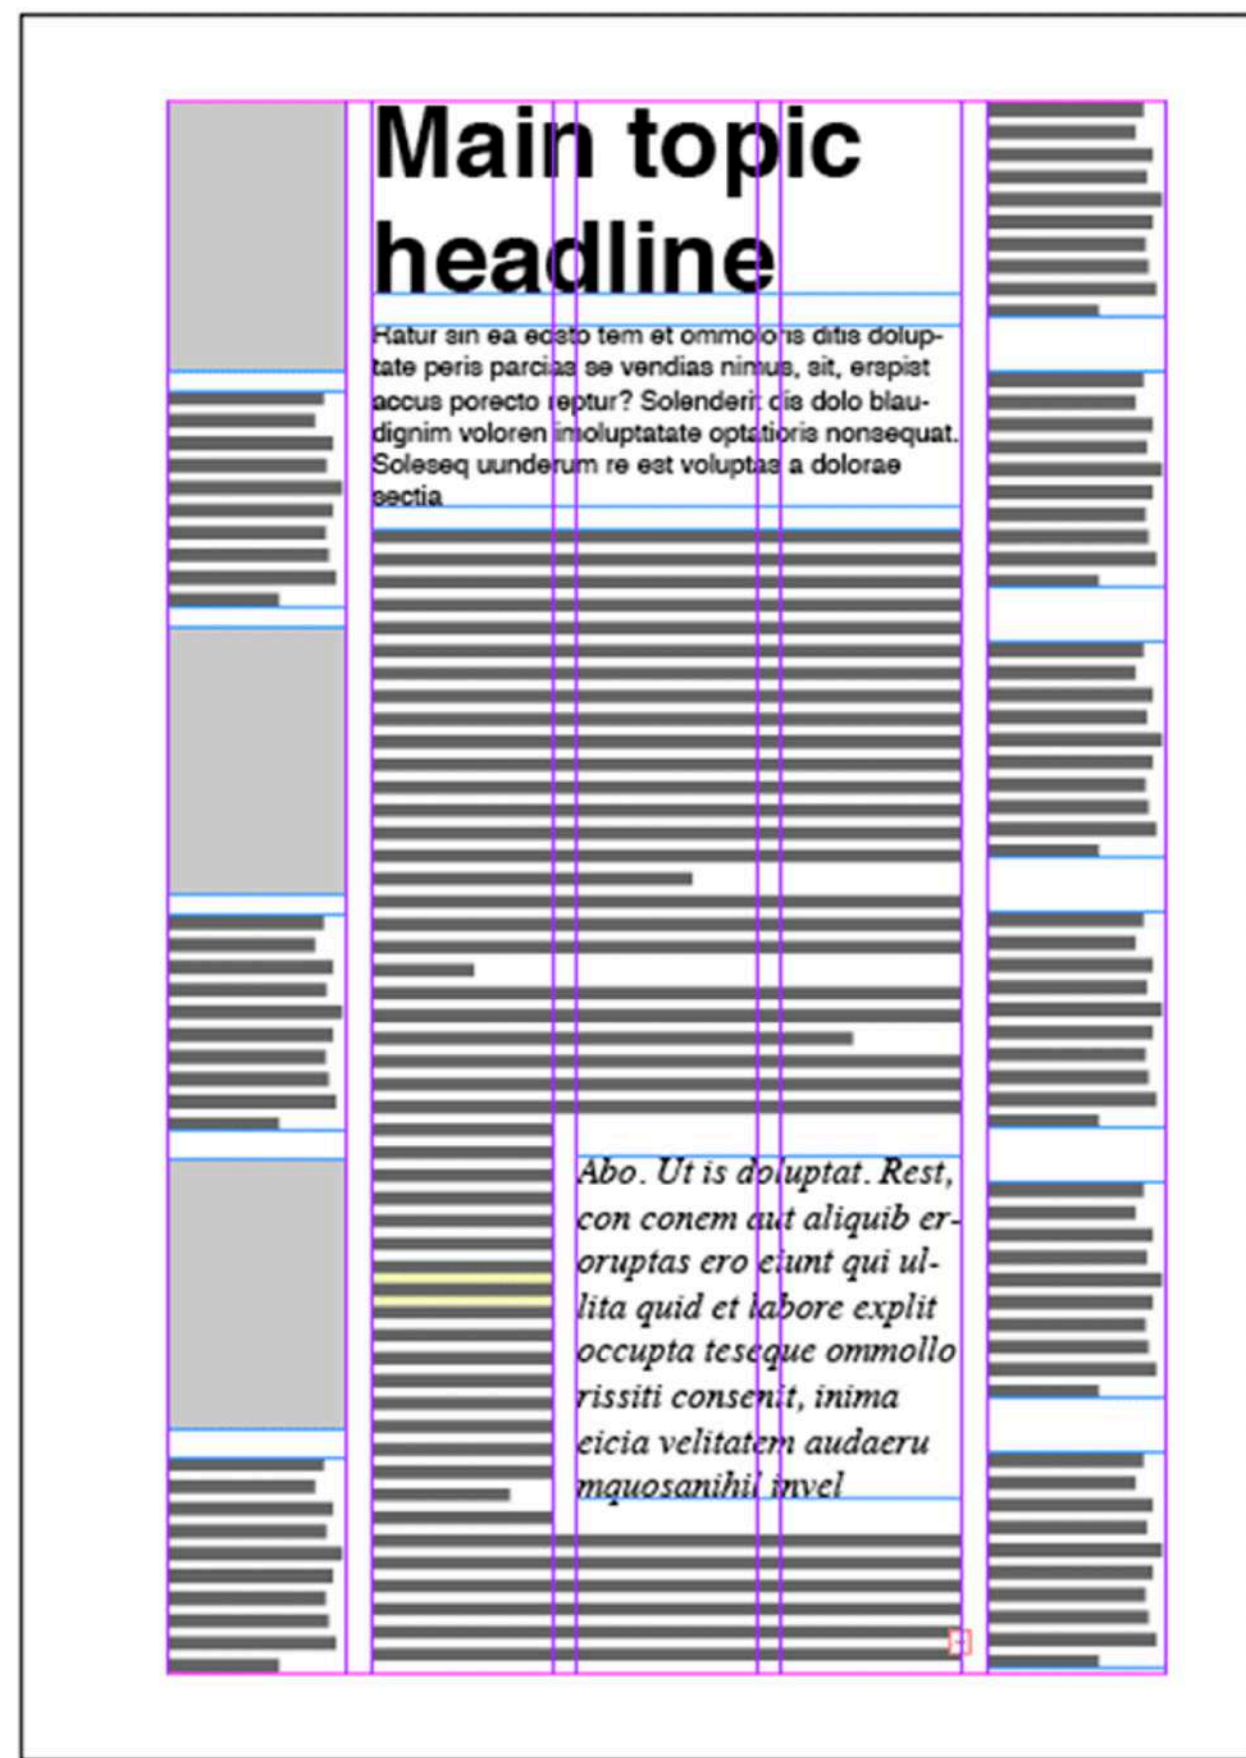 Main topic
headline
Ratur sin ea eosto tem et ommoloris ditis dolup-
tate peris parcias se vendias nimus, sit, erspist
accus porecto reptur? Solenderit dis dolo blau-
dignim voloren imoluptatate optatioris nonsequat.
Soleseq uunderum re est voluptas a dolorae
sectia
Abo. Ut is doluptat. Rest,
con conem aut aliquib er-
oruptas ero eiunt qui ul-
lita quid et labore explit
occupta teseque ommollo
rissiti consenit, inima
eicia velitatem audaeru
mquosanihil invel